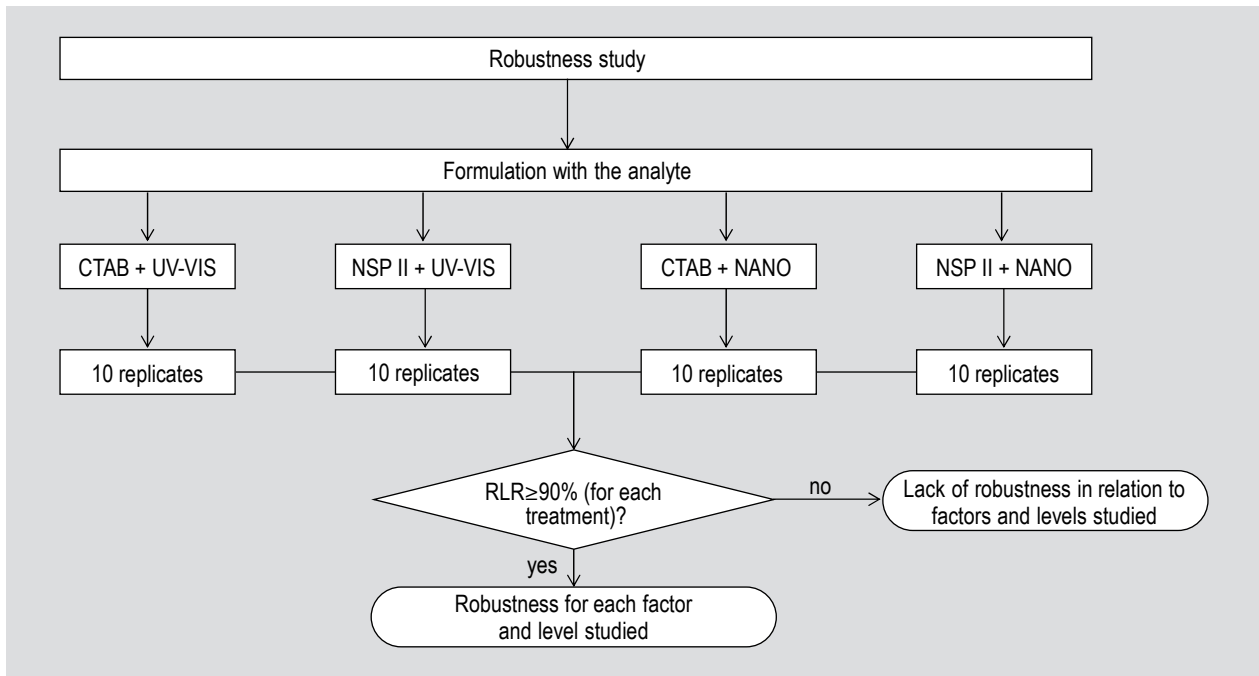 Robustness study
Formulation with the analyte
CTAB + UV-VIS
NSP II + UV-VIS
CTAB + NANO
NSP II + NANO
10 replicates
10 replicates
10 replicates
10 replicates
RLR≥90% (for each
treatment)?
no
Lack of robustness in relation to
factors and levels studied
yes
Robustness for each factor
and level studied